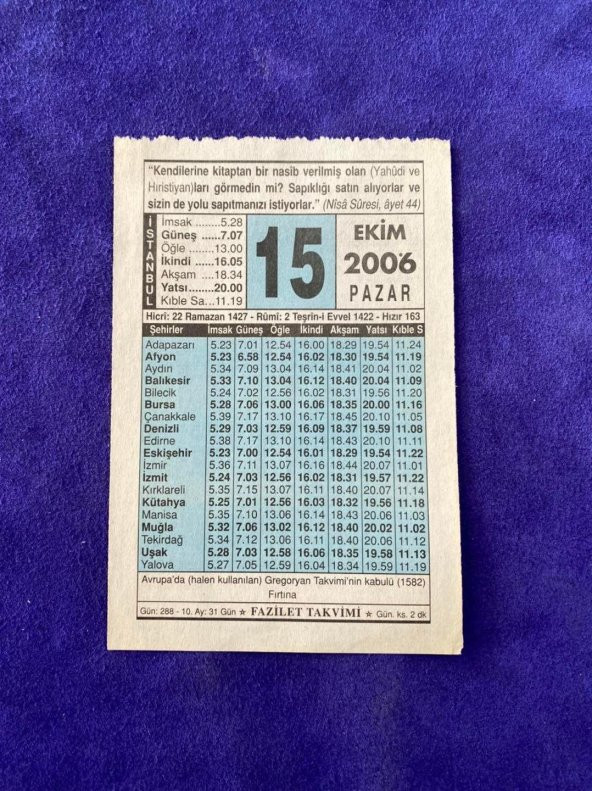 “Kendilerine kitaptan bir nasib verilmiş olan (Yahûdi ve
Hıristiyan)ları görmedin mi? Sapıklığı satın alıyorlar ve
sizin de yolu sapıtmanızı istiyorlar.” (Nisâ Sûresi, âyet 44)
İSTANBUL
İmsak ........5.28
Güneş ......7.07
Öğle ........13.00
İkindi ......16.05
Akşam ....18.34
Yatsı.......20.00
Kıble Sa...11.19
15
EKİM
2006
PAZAR
Hicri: 22 Ramazan 1427 - Rûmi: 2 Teşrin-i Evvel 1422 - Hızır 163
Şehirler İmsak Güneş Öğle İkindi Akşam Yatsı Kıble S
Adapazarı 5.23 7.01 12.54 16.00 18.29 19.54 11.24
Afyon 5.23 6.58 12.54 16.02 18.30 19.54 11.19
Aydın 5.34 7.09 13.04 16.14 18.41 20.04 11.02
Balıkesir 5.33 7.10 13.04 16.12 18.40 20.04 11.09
Bilecik 5.24 7.02 12.56 16.02 18.31 19.56 11.20
Bursa 5.28 7.06 13.00 16.06 18.35 20.00 11.16
Çanakkale 5.39 7.17 13.10 16.17 18.45 20.10 11.05
Denizli 5.29 7.03 12.59 16.09 18.37 19.59 11.08
Edirne 5.38 7.17 13.10 16.14 18.43 20.10 11.11
Eskişehir 5.23 7.00 12.54 16.01 18.29 19.54 11.22
İzmir 5.36 7.11 13.07 16.16 18.44 20.07 11.01
İzmit 5.24 7.03 12.56 16.02 18.31 19.57 11.22
Kırklareli 5.35 7.15 13.07 16.11 18.40 20.07 11.14
Kütahya 5.25 7.01 12.56 16.03 18.32 19.56 11.18
Manisa 5.35 7.10 13.06 16.14 18.43 20.06 11.03
Muğla 5.32 7.06 13.02 16.12 18.40 20.02 11.02
Tekirdağ 5.34 7.12 13.06 16.11 18.40 20.06 11.12
Uşak 5.28 7.03 12.58 16.06 18.35 19.58 11.13
Yalova 5.27 7.05 12.59 16.04 18.34 19.59 11.19
Avrupa’da (halen kullanılan) Gregoryan Takvimi’nin kabulü (1582)
Fırtına
Gün: 288 - 10. Ay: 31 Gün ★ FAZİLET TAKVİMİ ★ Gün. ks. 2 dk